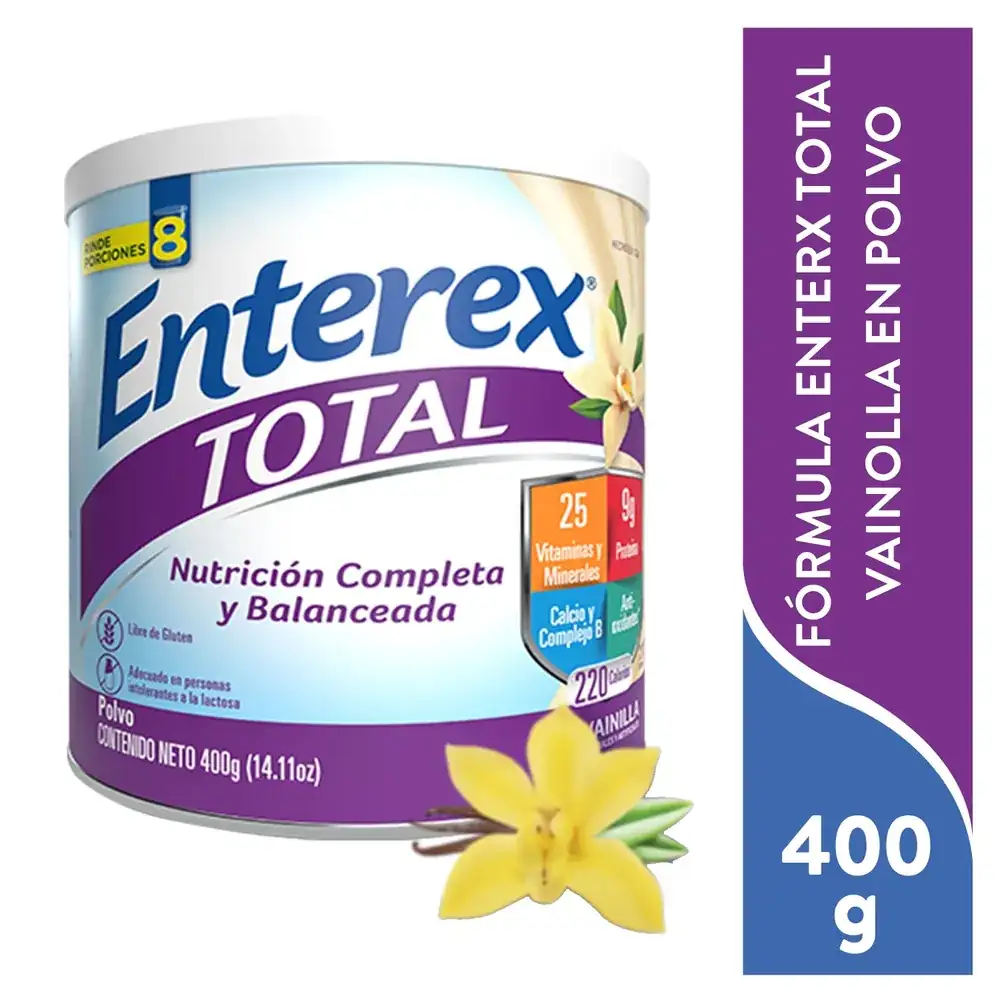 RINDE
PORCIONES 8
Enterex®
TOTAL
Nutrición Completa
y Balanceada
25
Vitaminas y
Minerales
9g
Proteína
Calcio y
Complejo B
Anti-
oxidantes
220 Calorías
Libre de Gluten
Adecuado en personas
intolerantes a la lactosa
Polvo
CONTENIDO NETO 400g (14.11oz)
VAINILLA
FÓRMULA ENTERX TOTAL
VAINOLLA EN POLVO
400
g